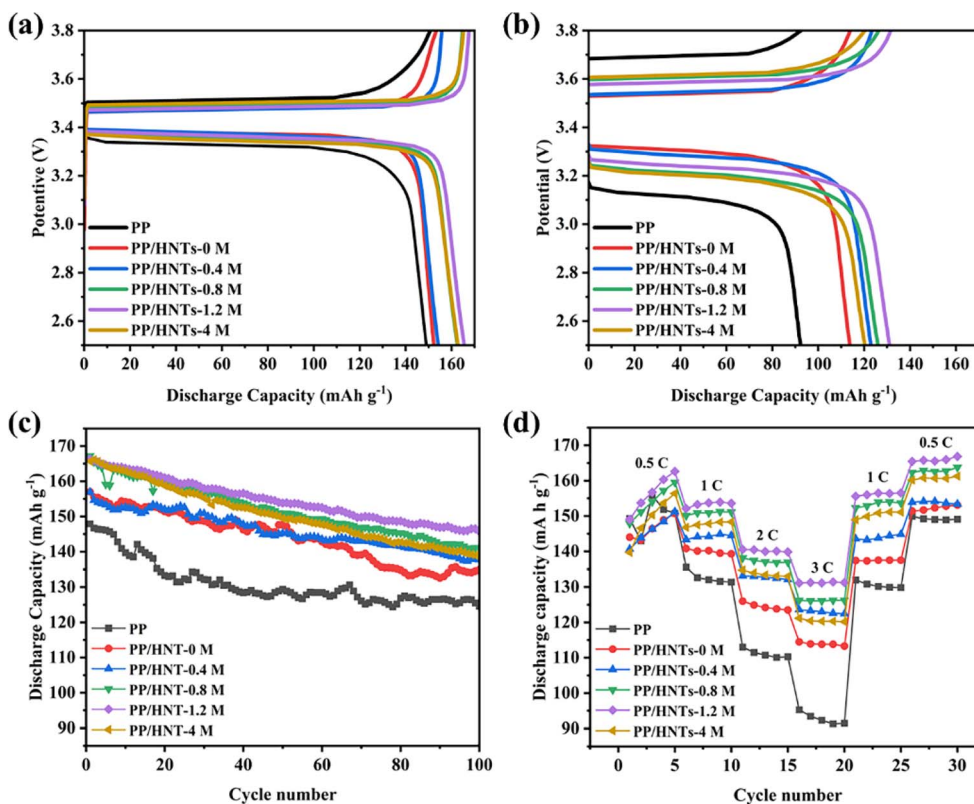 (a)
3.8
3.6
3.4
3.2
3.0
2.8
2.6
Potentive (V)
PP
PP/HNTs-0 M
PP/HNTs-0.4 M
PP/HNTs-0.8 M
PP/HNTs-1.2 M
PP/HNTs-4 M
0 20 40 60 80 100 120 140 160
Discharge Capacity (mAh g⁻¹)
(b)
3.8
3.6
3.4
3.2
3.0
2.8
2.6
Potential (V)
PP
PP/HNTs-0 M
PP/HNTs-0.4 M
PP/HNTs-0.8 M
PP/HNTs-1.2 M
PP/HNTs-4 M
0 20 40 60 80 100 120 140 160
Discharge Capacity (mAh g⁻¹)
(c)
170
160
150
140
130
120
110
100
90
Discharge Capacity (mAh g⁻¹)
PP
PP/HNT-0 M
PP/HNT-0.4 M
PP/HNT-0.8 M
PP/HNT-1.2 M
PP/HNT-4 M
0 20 40 60 80 100
Cycle number
(d)
170
160
150
140
130
120
110
100
90
Discharge capacity (mA h g⁻¹)
0.5 C
1 C
2 C
3 C
1 C
0.5 C
PP
PP/HNTs-0 M
PP/HNTs-0.4 M
PP/HNTs-0.8 M
PP/HNTs-1.2 M
PP/HNTs-4 M
0 5 10 15 20 25 30
Cycle number